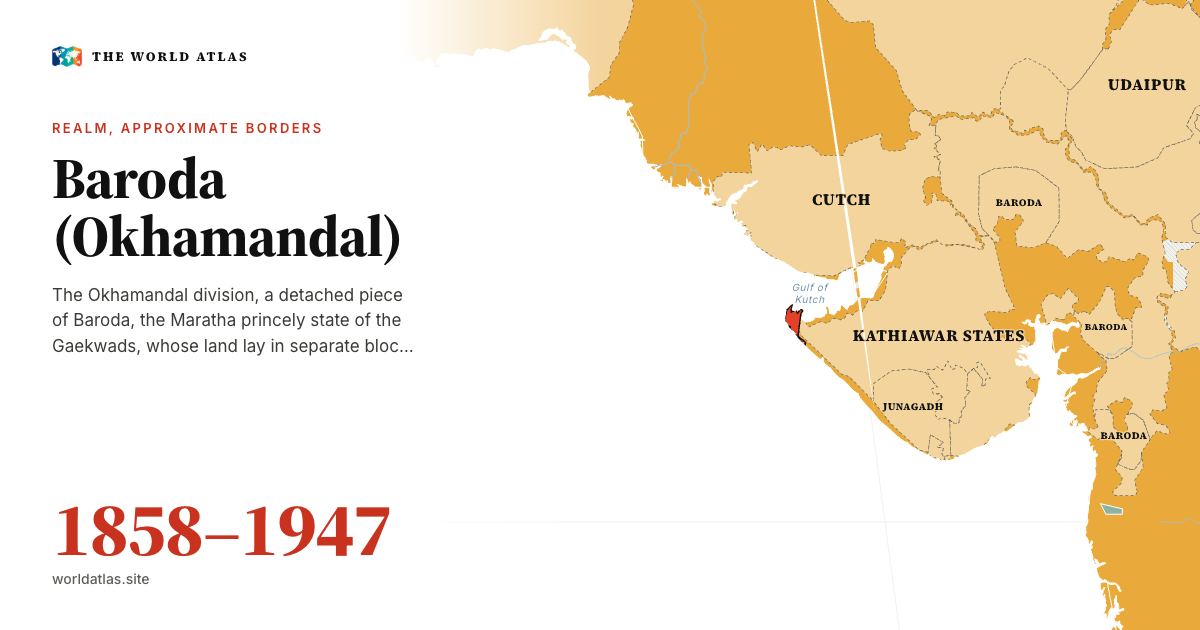 THE WORLD ATLAS
REALM, APPROXIMATE BORDERS
Baroda
(Okhamandal)
The Okhamandal division, a detached piece
of Baroda, the Maratha princely state of the
Gaekwads, whose land lay in separate bloc...
1858–1947
worldatlas.site
UDAIPUR
CUTCH
BARODA
Gulf of
Kutch
KATHIAWAR STATES
BARODA
JUNAGADH
BARODA